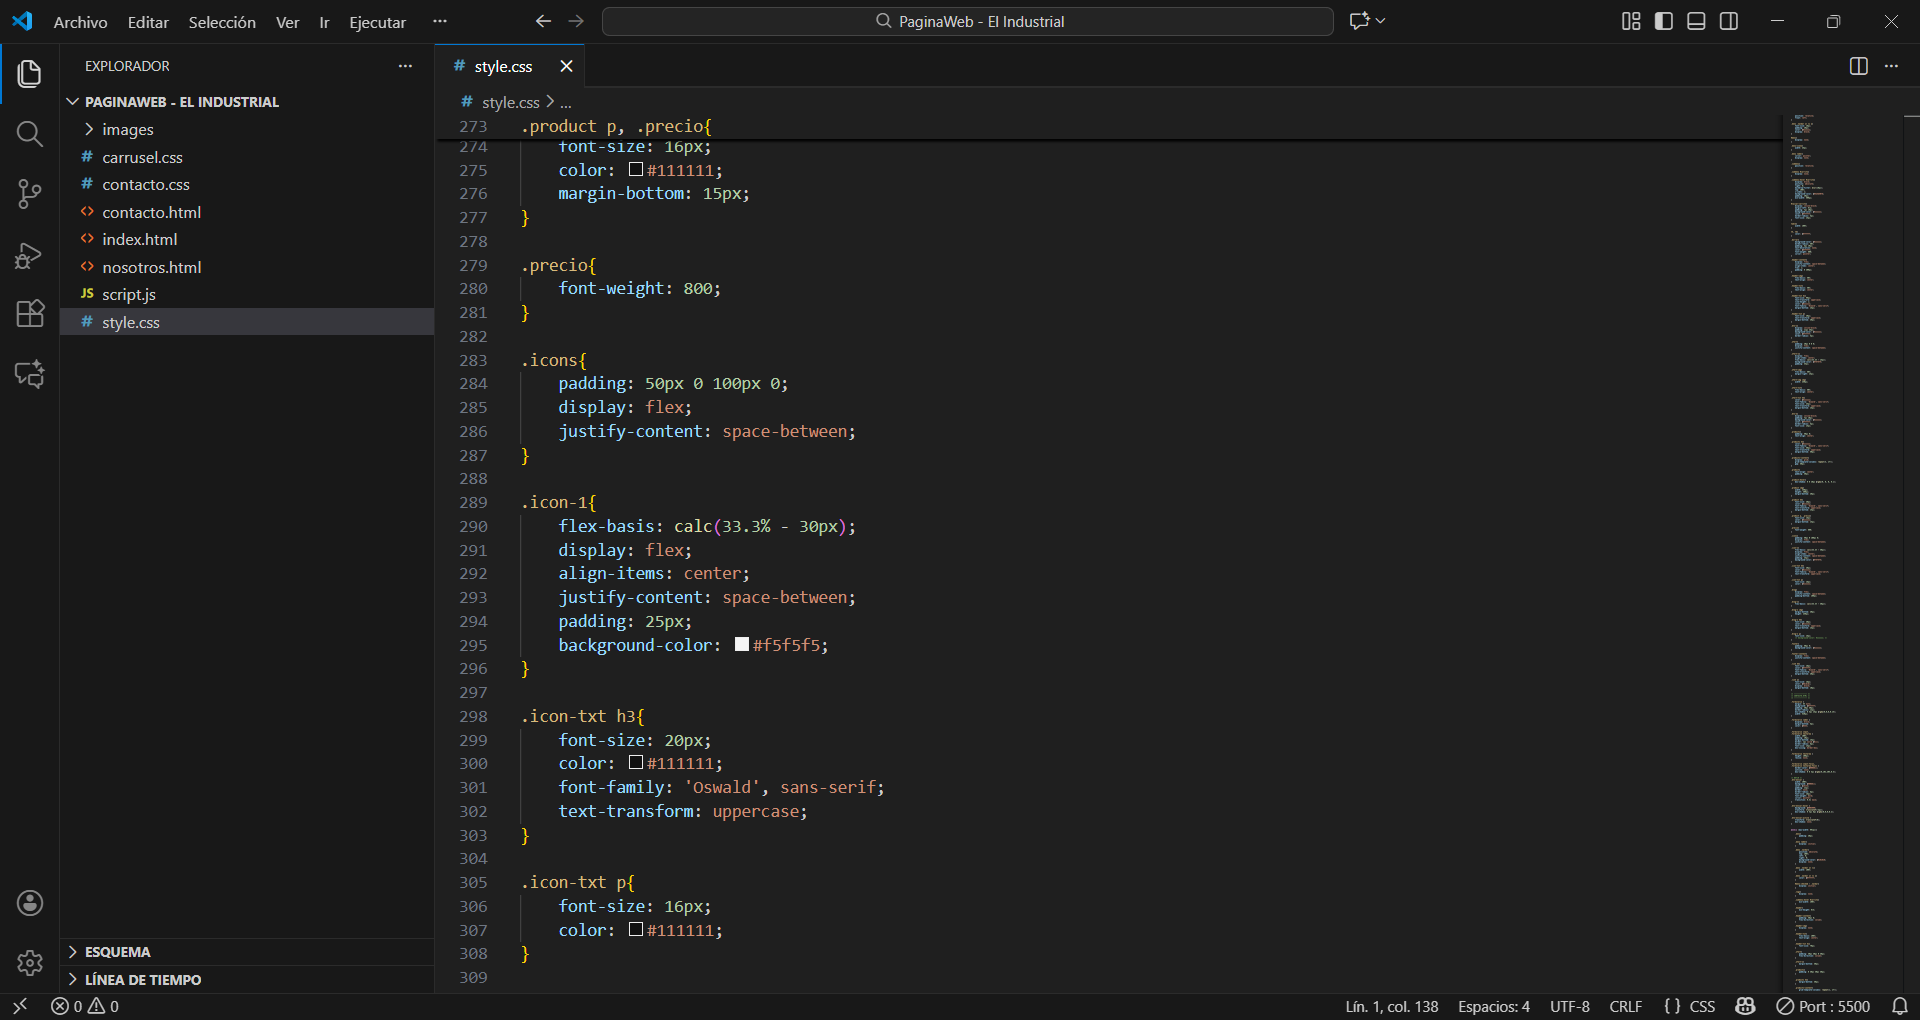 Archivo Editar Selección Ver Ir Ejecutar ···
PaginaWeb - El Industrial
EXPLORADOR
PAGINAWEB - EL INDUSTRIAL
images
# carrusel.css
# contacto.css
<> contacto.html
<> index.html
<> nosotros.html
JS script.js
# style.css
ESQUEMA
LÍNEA DE TIEMPO
# style.css
# style.css > ...
273 .product p, .precio{
274 font-size: 16px;
275 color: #111111;
276 margin-bottom: 15px;
277 }
278
279 .precio{
280 font-weight: 800;
281 }
282
283 .icons{
284 padding: 50px 0 100px 0;
285 display: flex;
286 justify-content: space-between;
287 }
288
289 .icon-1{
290 flex-basis: calc(33.3% - 30px);
291 display: flex;
292 align-items: center;
293 justify-content: space-between;
294 padding: 25px;
295 background-color: #f5f5f5;
296 }
297
298 .icon-txt h3{
299 font-size: 20px;
300 color: #111111;
301 font-family: 'Oswald', sans-serif;
302 text-transform: uppercase;
303 }
304
305 .icon-txt p{
306 font-size: 16px;
307 color: #111111;
308 }
309
0 0
Lín. 1, col. 138 Espacios: 4 UTF-8 CRLF {} CSS Port : 5500